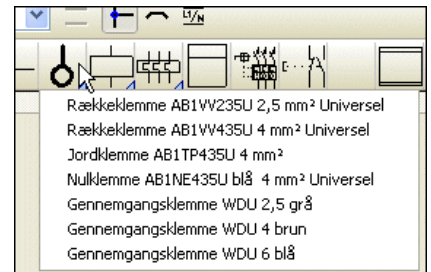 L1/N
Rækkeklemme AB1VV235U 2,5 mm² Universel
Rækkeklemme AB1VV435U 4 mm² Universel
Jordklemme AB1TP435U 4 mm²
Nulklemme AB1NE435U blå  4 mm² Universel
Gennemgangsklemme WDU 2,5 grå
Gennemgangsklemme WDU 4 brun
Gennemgangsklemme WDU 6 blå